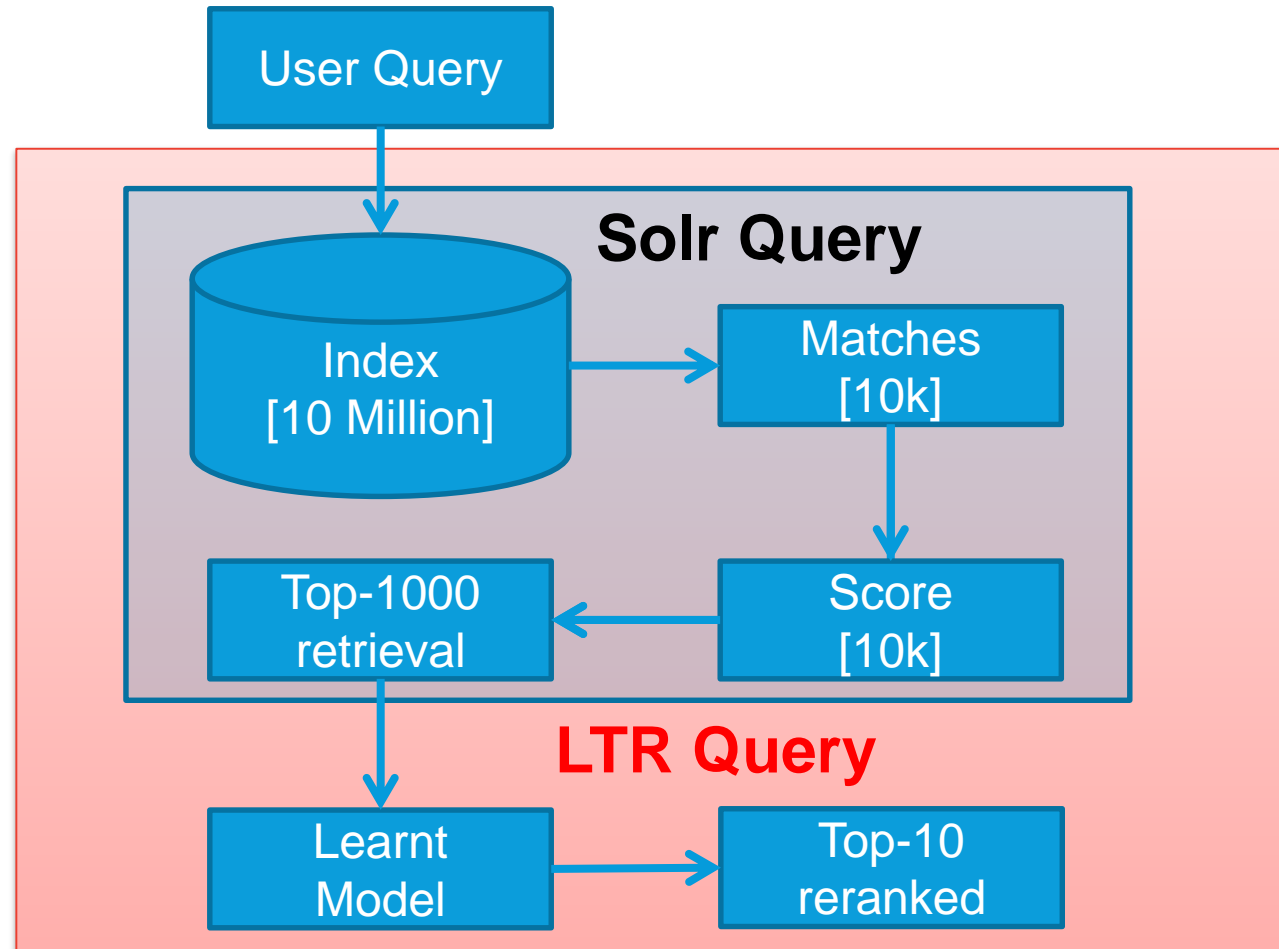 User Query
Solr Query
Index
[10 Million]
Matches
[10k]
Score
[10k]
Top-1000
retrieval
LTR Query
Learnt
Model
Top-10
reranked